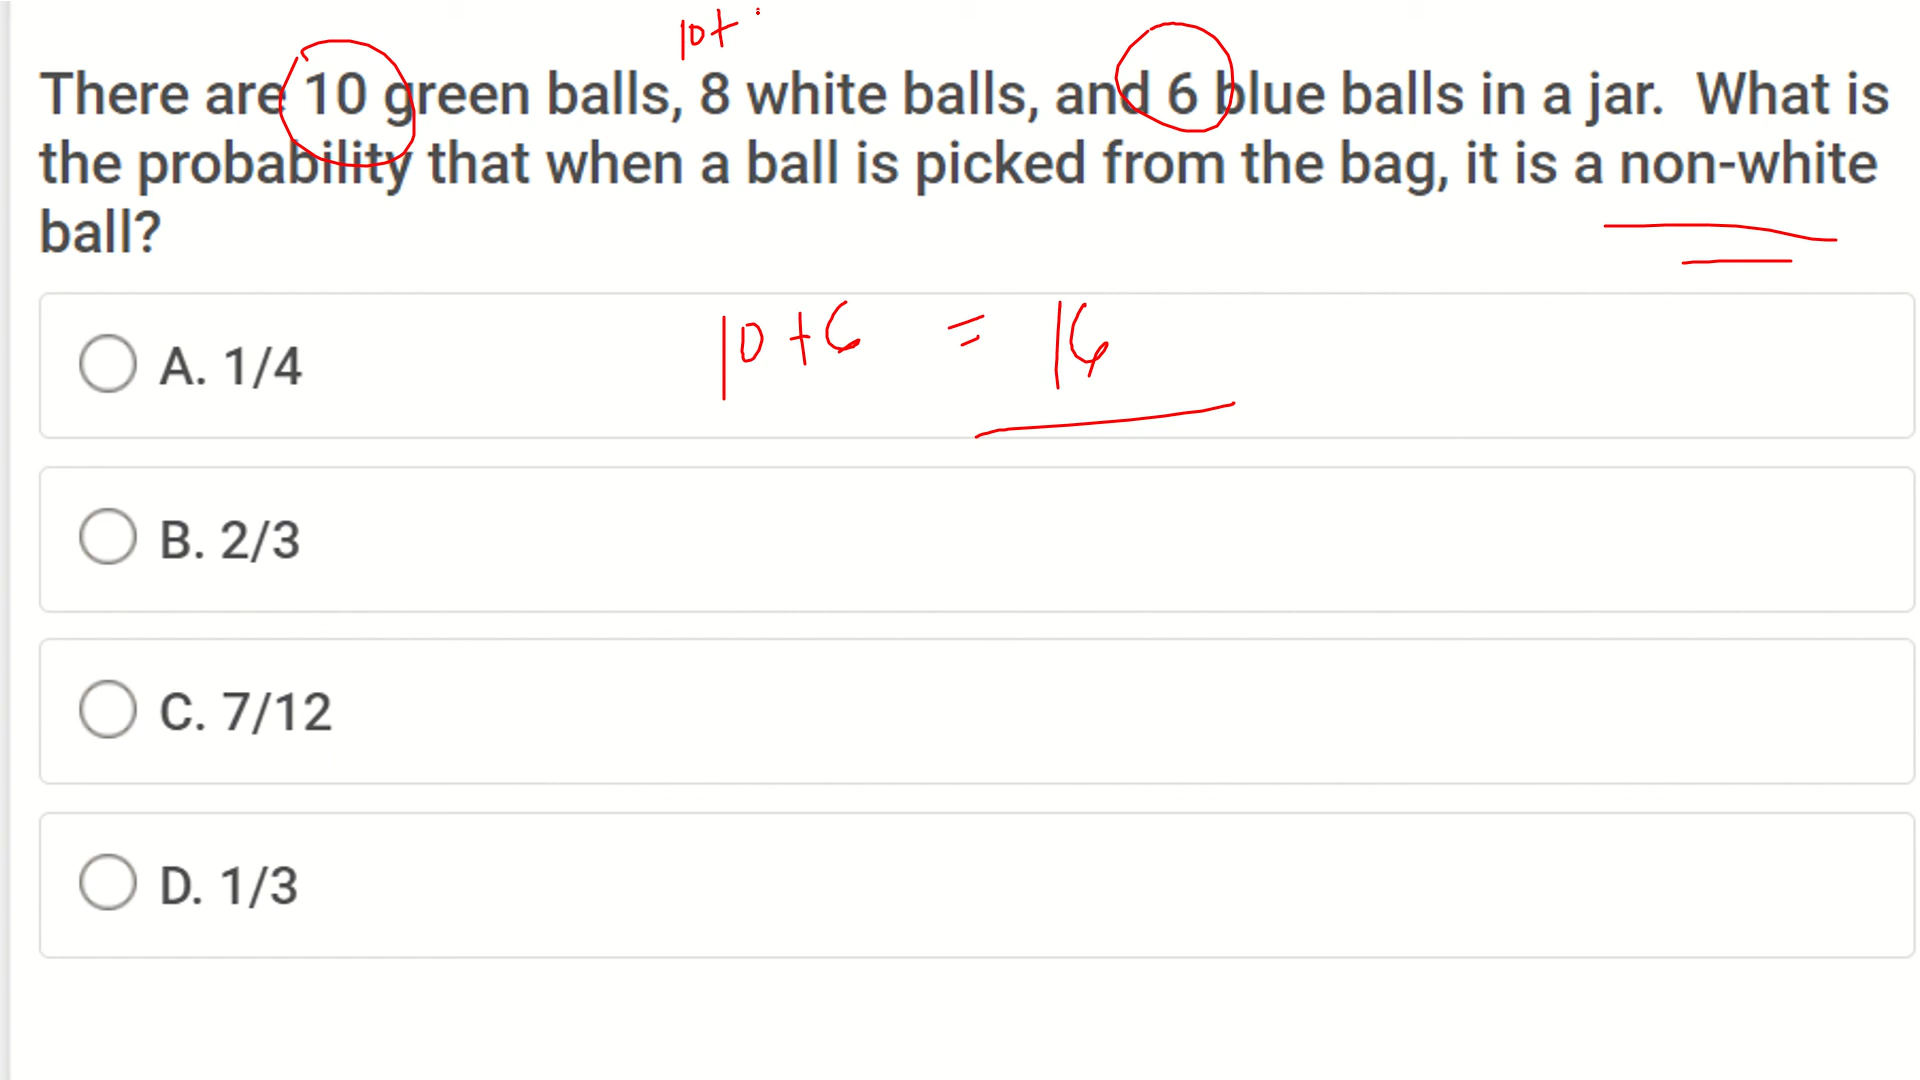 10+
There are 10 green balls, 8 white balls, and 6 blue balls in a jar. What is
the probability that when a ball is picked from the bag, it is a non-white
ball?
10+6 = 16
A. 1/4
B. 2/3
C. 7/12
D. 1/3